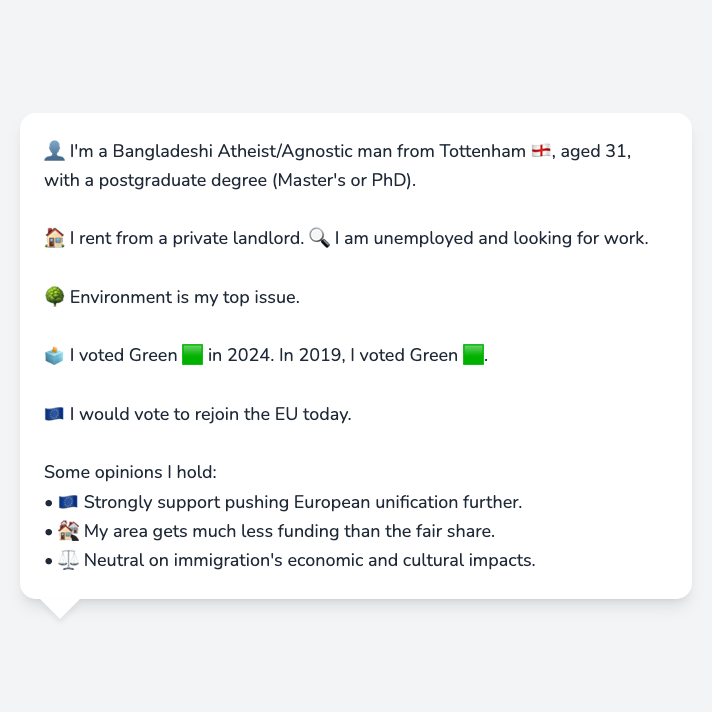 👤 I'm a Bangladeshi Atheist/Agnostic man from Tottenham 🏴󠁧󠁢󠁥󠁮󠁧󠁿, aged 31,
with a postgraduate degree (Master's or PhD).
🏠 I rent from a private landlord. 🔍 I am unemployed and looking for work.
🌳 Environment is my top issue.
🗳️ I voted Green 🟩 in 2024. In 2019, I voted Green 🟩.
🇪🇺 I would vote to rejoin the EU today.
Some opinions I hold:
• 🇪🇺 Strongly support pushing European unification further.
• 🏘️ My area gets much less funding than the fair share.
• ⚖️ Neutral on immigration's economic and cultural impacts.